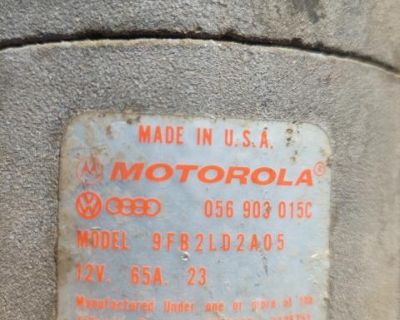 MADE IN U.S.A.
MOTOROLA®
056 903 015C
MODEL 9FB2LD2A05
12V. 65A. 23
Manufactured Under one or more of the